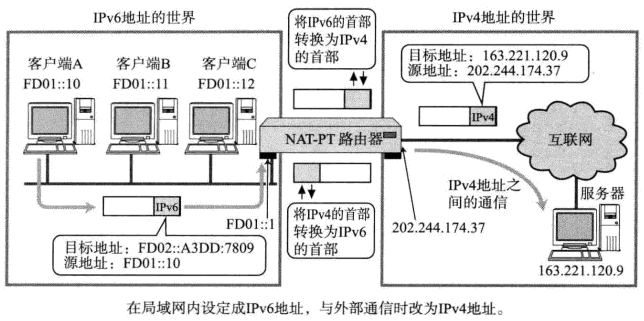 IPv6地址的世界
客户端A
FD01::10
客户端B
FD01::11
客户端C
FD01::12
IPv6
目标地址：FD02::A3DD:7809
源地址：FD01::10
FD01::1
将IPv6的首部
转换为IPv4
的首部
NAT-PT 路由器
将IPv4的首部
转换为IPv6
的首部
IPv4地址的世界
目标地址：163.221.120.9
源地址：202.244.174.37
IPv4
互联网
IPv4地址之
间的通信
202.244.174.37
服务器
163.221.120.9
在局域网内设定成IPv6地址，与外部通信时改为IPv4地址。